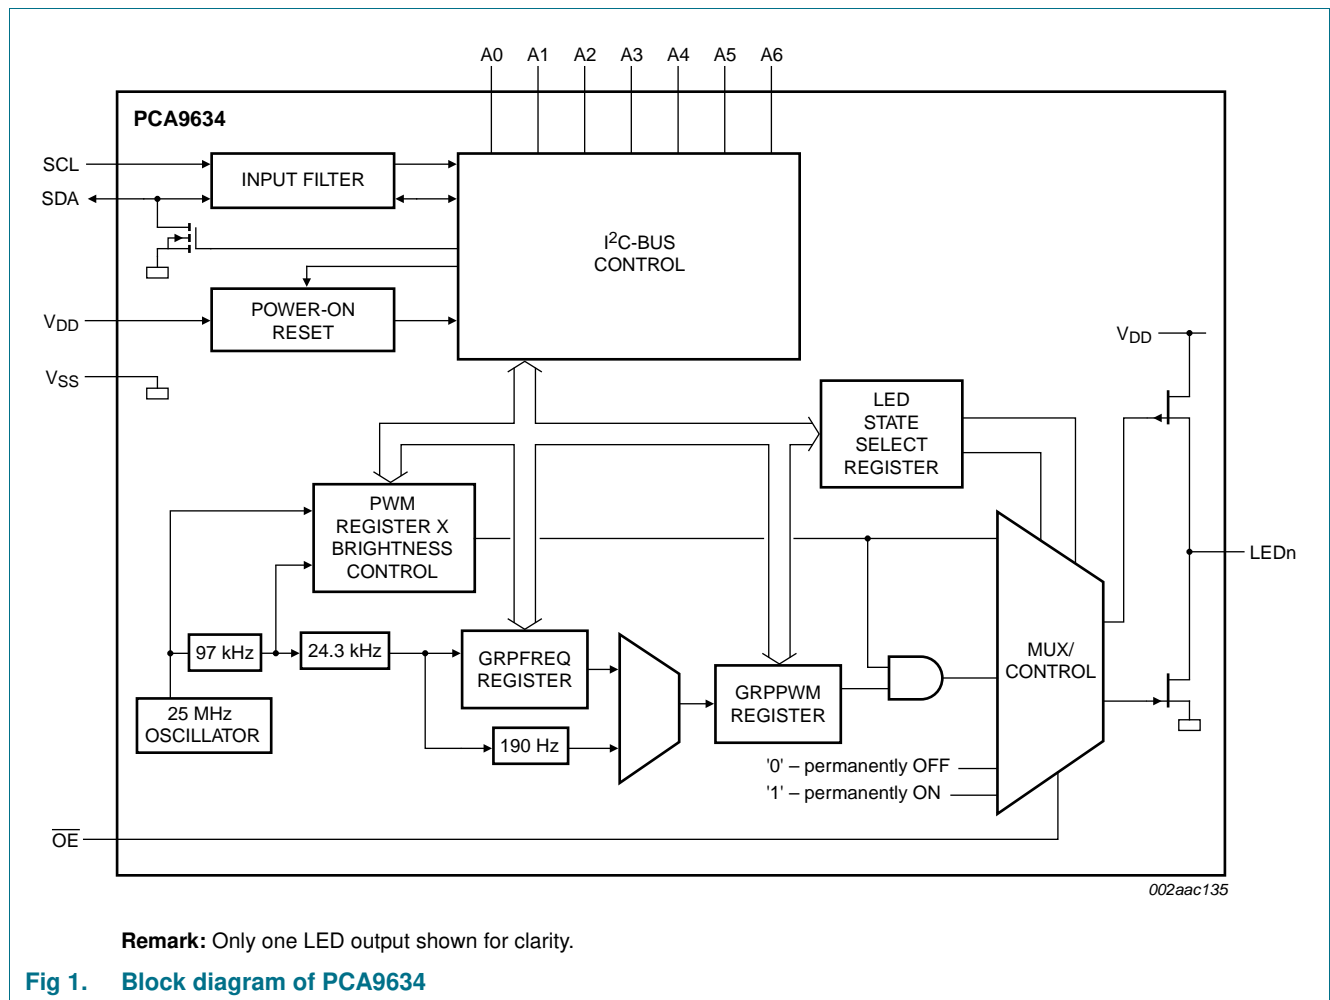 A0 A1 A2 A3 A4 A5 A6
PCA9634
SCL
INPUT FILTER
SDA
I²C-BUS
CONTROL
POWER-ON
RESET
VDD
VSS
VDD
LED
STATE
SELECT
REGISTER
PWM
REGISTER X
BRIGHTNESS
CONTROL
LEDn
97 kHz
24.3 kHz
GRPFREQ
REGISTER
MUX/
CONTROL
GRPPWM
REGISTER
25 MHz
OSCILLATOR
190 Hz
'0' – permanently OFF
'1' – permanently ON
OE
002aac135
Remark: Only one LED output shown for clarity.
Fig 1. Block diagram of PCA9634